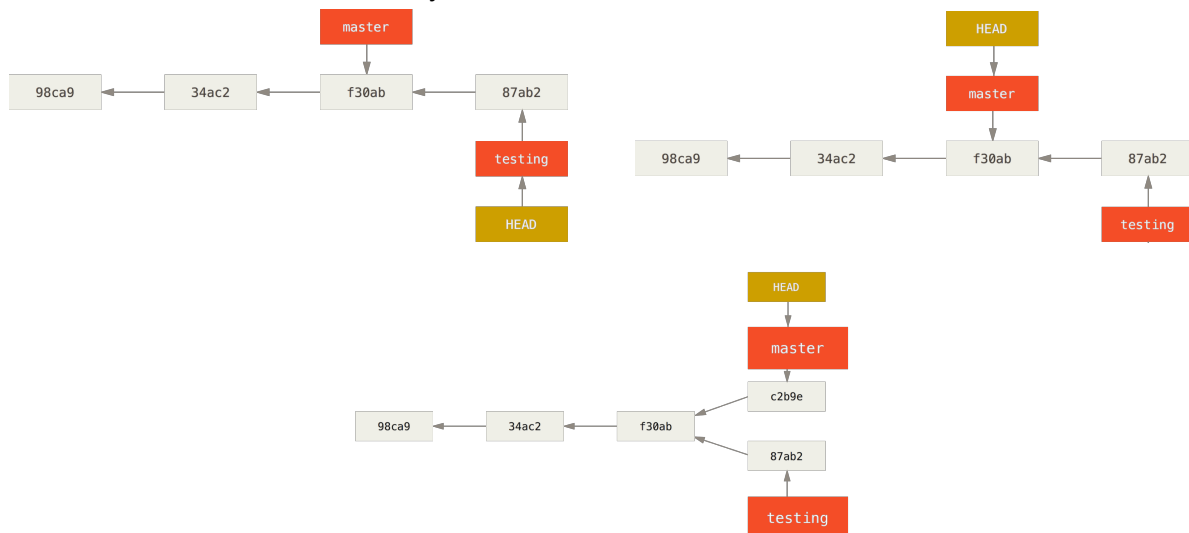 master
98ca9
34ac2
f30ab
87ab2
testing
HEAD
HEAD
master
98ca9
34ac2
f30ab
87ab2
testing
HEAD
master
c2b9e
98ca9
34ac2
f30ab
87ab2
testing